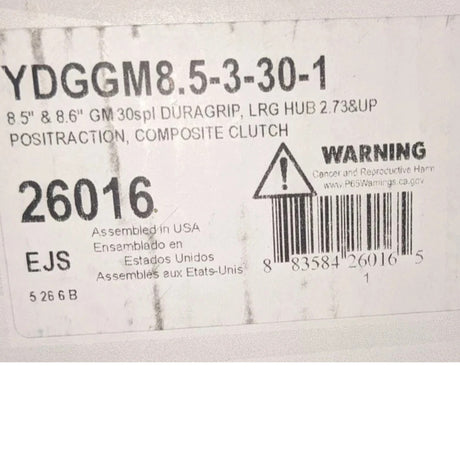 YDGGM8.5-3-30-1
8.5" & 8.6" GM 30spl DURAGRIP, LRG HUB 2.73&UP
POSITRACTION, COMPOSITE CLUTCH
WARNING
Cancer and Reproductive Harm
www.P65Warnings.ca.gov
26016
Assembled in USA
Ensamblado en
Estados Unidos
Assemblés aux Etats-Unis
EJS
5 26 6 B
8 83584 26016 5
1